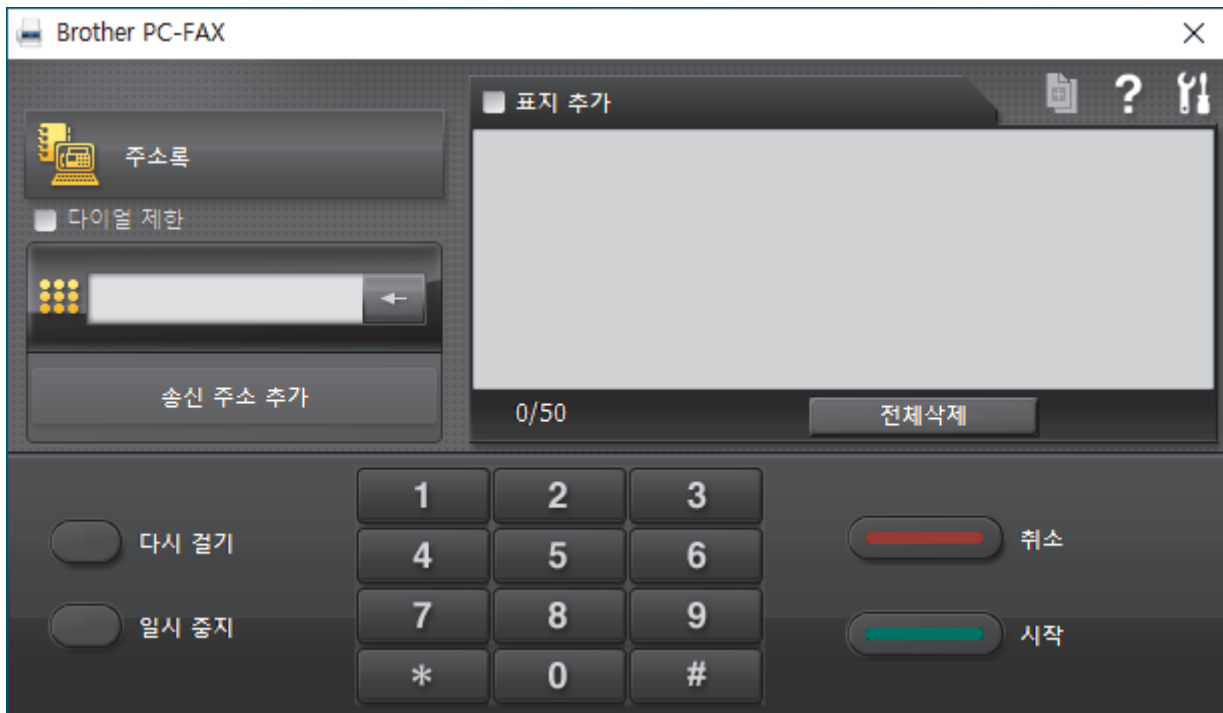 Brother PC-FAX
표지 추가
?
주소록
다이얼 제한
송신 주소 추가
0/50
전체삭제
1 2 3
4 5 6
7 8 9
* 0 #
다시 걸기
일시 중지
취소
시작